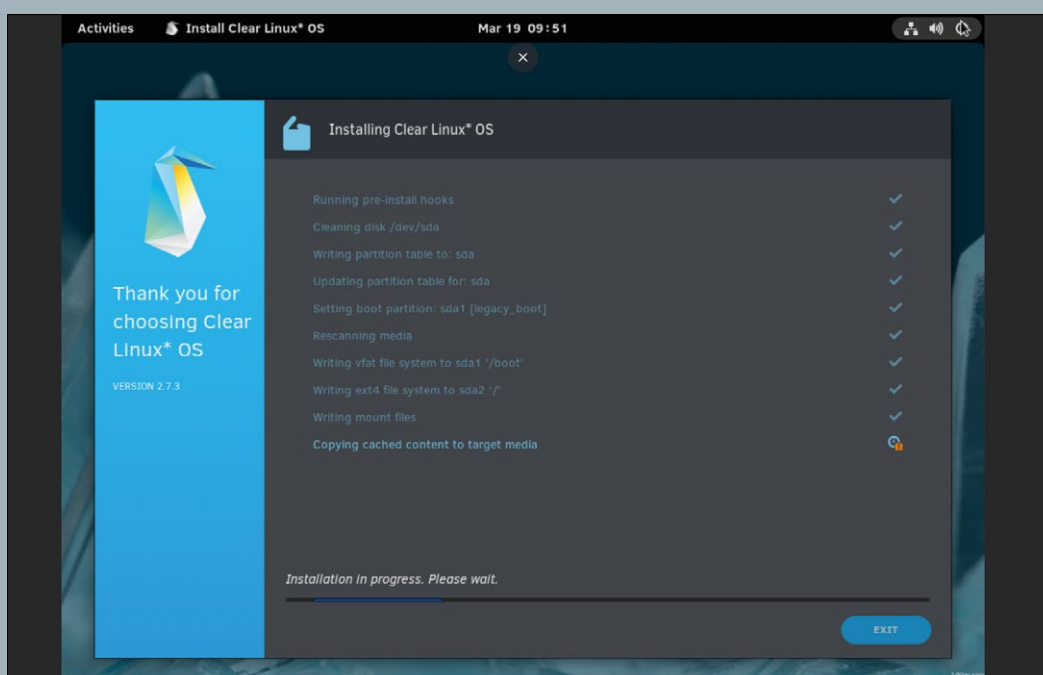 Activities Install Clear Linux* OS Mar 19 09:51
Installing Clear Linux* OS
Thank you for
choosing Clear
Linux* OS
VERSION 2.7.3
Running pre-install hooks
Cleaning disk /dev/sda
Writing partition table to: sda
Updating partition table for: sda
Setting boot partition: sda1 [legacy_boot]
Rescanning media
Writing vfat file system to sda1 '/boot'
Writing ext4 file system to sda2 '/'
Writing mount files
Copying cached content to target media
Installation in progress. Please wait.
EXIT